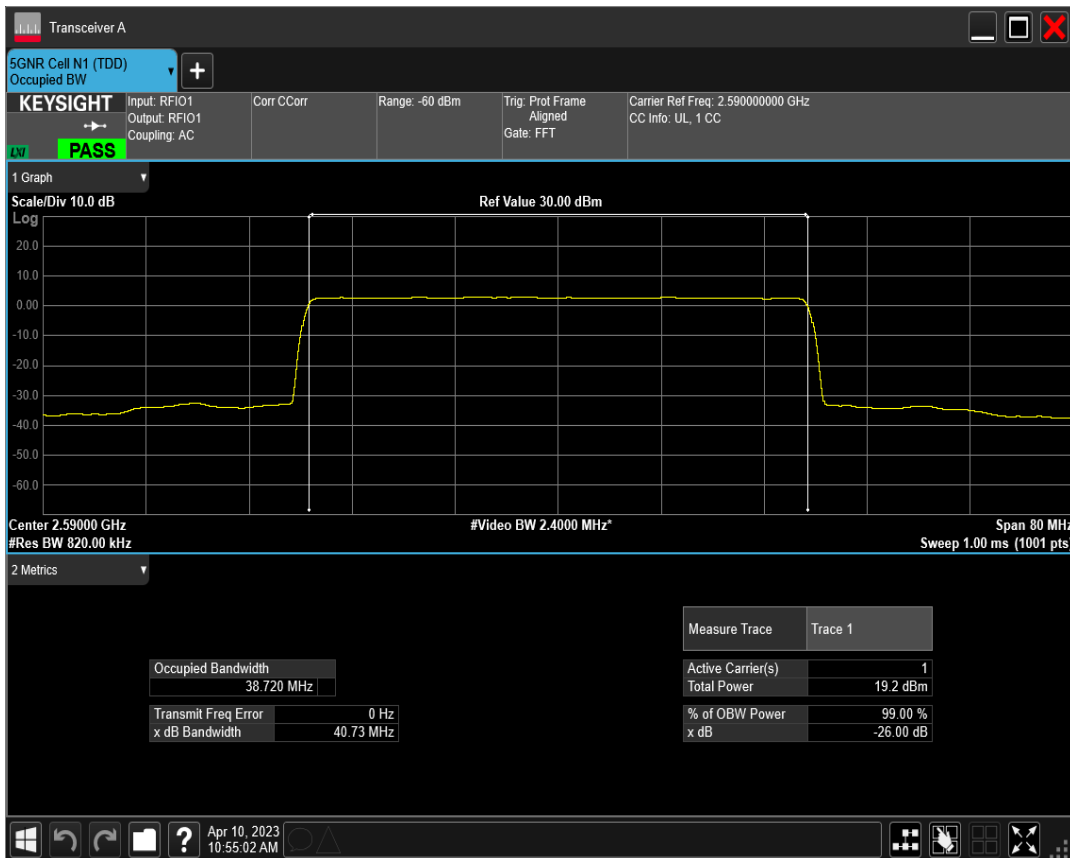 Transceiver A
5GNR Cell N1 (TDD)
Occupied BW
KEYSIGHT
LXI
PASS
Input: RFIO1
Output: RFIO1
Coupling: AC
Corr CCorr
Range: -60 dBm
Trig: Prot Frame
Aligned
Gate: FFT
Carrier Ref Freq: 2.590000000 GHz
CC Info: UL, 1 CC
1 Graph
Scale/Div 10.0 dB
Ref Value 30.00 dBm
Log
20.0
10.0
0.00
-10.0
-20.0
-30.0
-40.0
-50.0
-60.0
Center 2.59000 GHz
#Video BW 2.4000 MHz*
Span 80 MHz
#Res BW 820.00 kHz
Sweep 1.00 ms (1001 pts)
2 Metrics
Measure Trace Trace 1
Occupied Bandwidth
38.720 MHz
Active Carrier(s) 1
Total Power 19.2 dBm
Transmit Freq Error 0 Hz
x dB Bandwidth 40.73 MHz
% of OBW Power 99.00 %
x dB -26.00 dB
?
Apr 10, 2023
10:55:02 AM